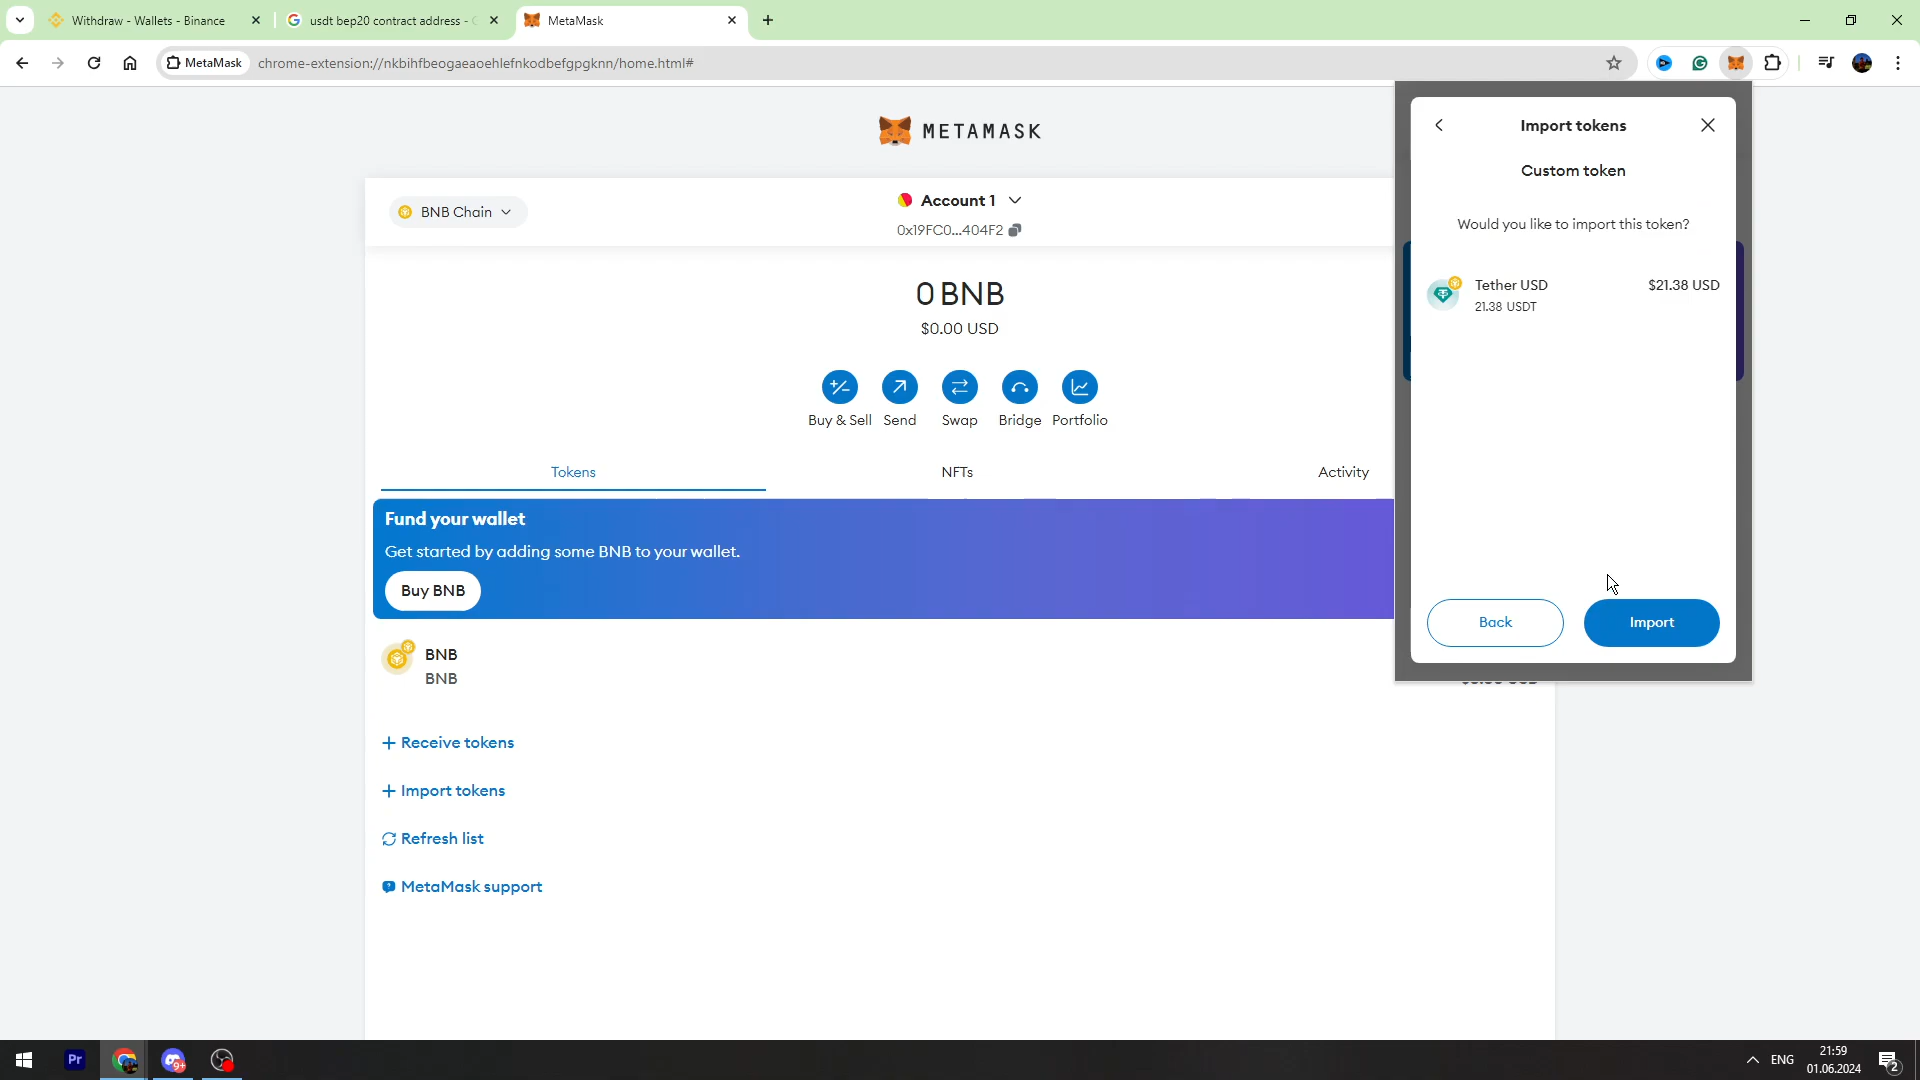 Withdraw - Wallets - Binance
usdt bep20 contract address -
MetaMask
MetaMask
chrome-extension://nkbihfbeogaeaoehlefnkodbefgpgknn/home.html#
METAMASK
BNB Chain
Account 1
0x19FC0...404F2
0 BNB
$0.00 USD
Buy & Sell
Send
Swap
Bridge
Portfolio
Tokens
NFTs
Activity
Fund your wallet
Get started by adding some BNB to your wallet.
Buy BNB
BNB
BNB
+ Receive tokens
+ Import tokens
Refresh list
MetaMask support
Import tokens
Custom token
Would you like to import this token?
Tether USD
$21.38 USD
21.38 USDT
Back
Import
Pr
9+
ENG
21:59
01.06.2024
2